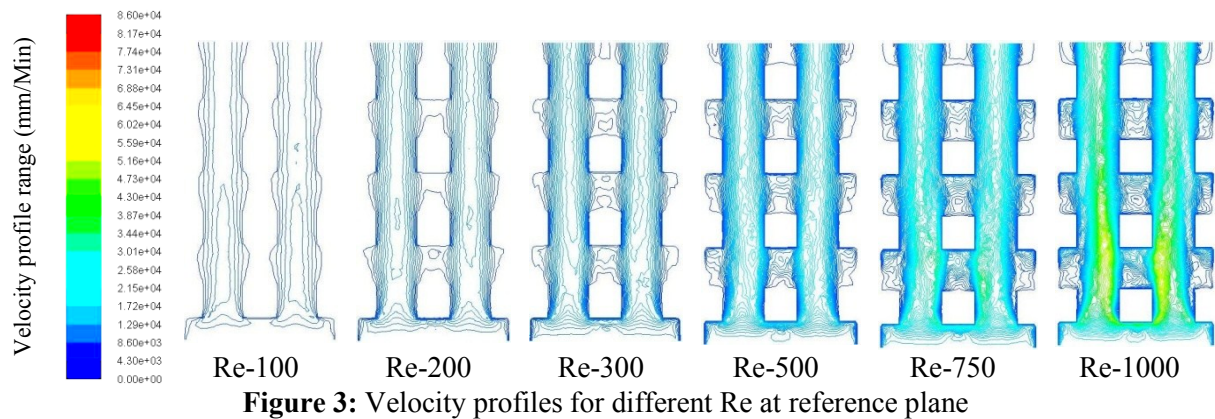 Velocity profile range (mm/Min)
8.60e+04
8.17e+04
7.74e+04
7.31e+04
6.88e+04
6.45e+04
6.02e+04
5.59e+04
5.16e+04
4.73e+04
4.30e+04
3.87e+04
3.44e+04
3.01e+04
2.58e+04
2.15e+04
1.72e+04
1.29e+04
8.60e+03
4.30e+03
0.00e+00
Re-100 Re-200 Re-300 Re-500 Re-750 Re-1000
Figure 3: Velocity profiles for different Re at reference plane